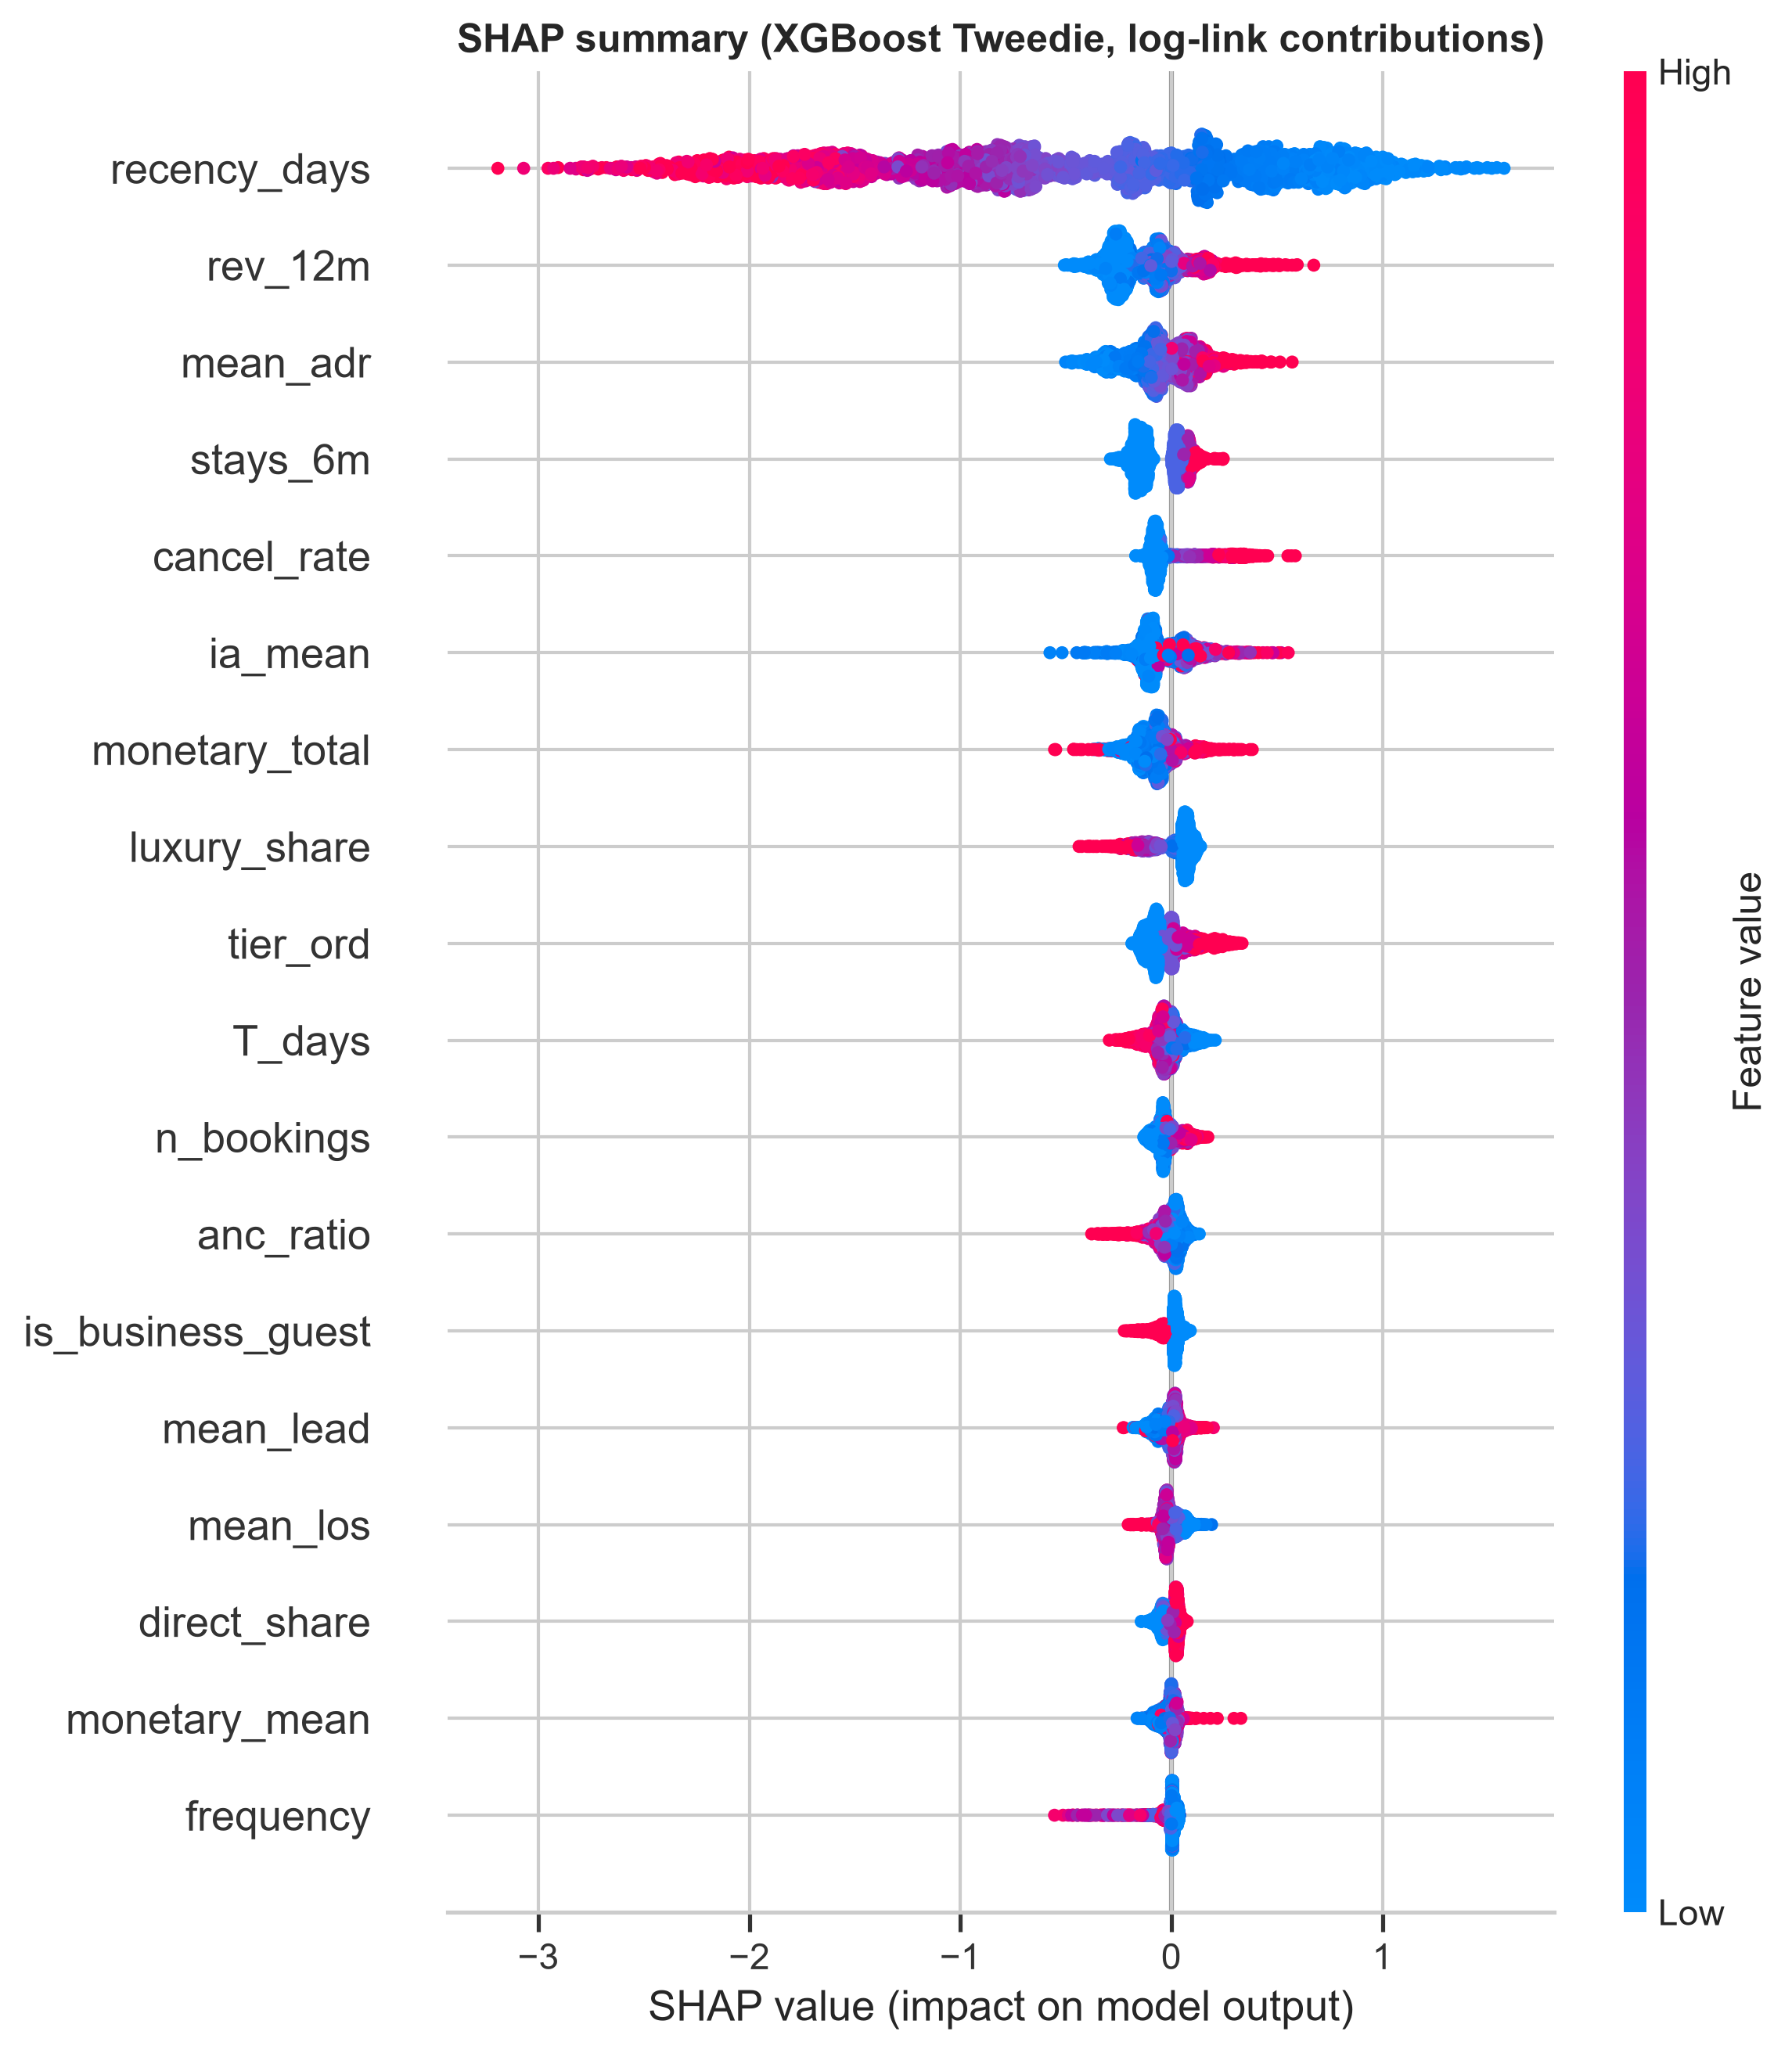 SHAP summary (XGBoost Tweedie, log-link contributions)
High
recency_days
rev_12m
mean_adr
stays_6m
cancel_rate
ia_mean
monetary_total
luxury_share
tier_ord
T_days
n_bookings
anc_ratio
is_business_guest
mean_lead
mean_los
direct_share
monetary_mean
frequency
Feature value
Low
−3 −2 −1 0 1
SHAP value (impact on model output)